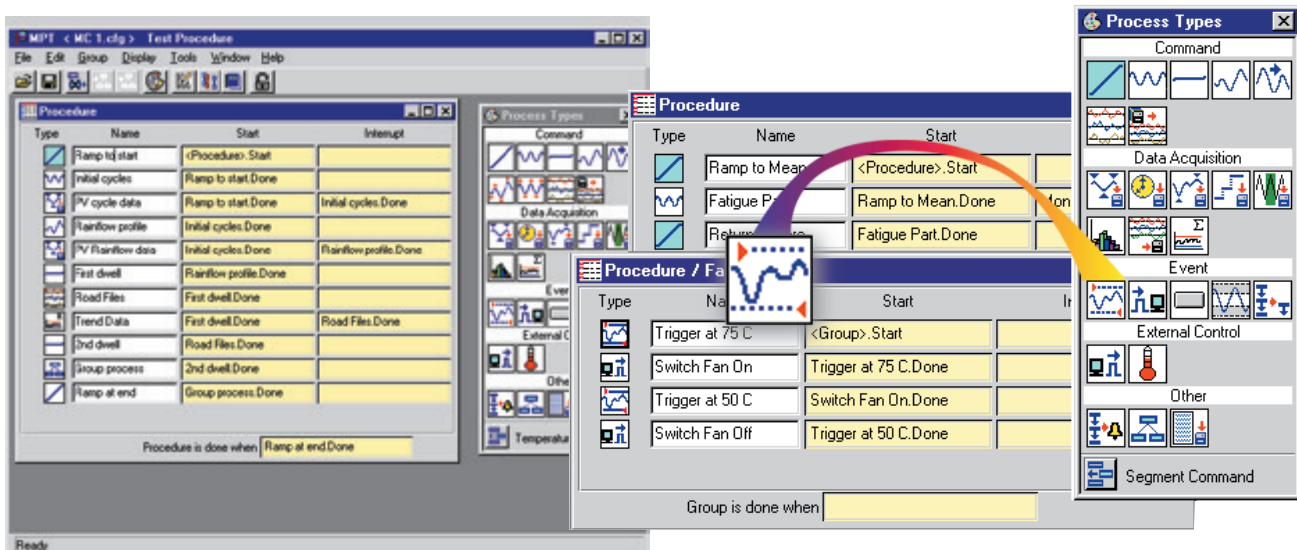 MPT < MC 1.cfg > Test Procedure
File Edit Group Display Tools Window Help
Procedure
Type Name Start Interrupt
Ramp to start <Procedure>.Start
Initial cycles Ramp to start.Done
PV cycle data Ramp to start.Done Initial cycles.Done
Rainflow profile Initial cycles.Done
PV Rainflow data Initial cycles.Done Rainflow profile.Done
First dwell Rainflow profile.Done
Road Files First dwell.Done
Trend Data First dwell.Done Road Files.Done
2nd dwell Road Files.Done
Group process 2nd dwell.Done
Ramp at end Group process.Done
Procedure is done when Ramp at end.Done
Ready
Process Types
Command
Data Acquisition
Even
External C
Othe
Temperatu
Procedure
Type Name Start
Ramp to Mean <Procedure>.Start
Fatigue P Ramp to Mean.Done Mon
Return Fatigue Part.Done
Procedure / Fa
Type Na Start In
Trigger at 75 C <Group>.Start
Switch Fan On Trigger at 75 C.Done
Trigger at 50 C Switch Fan On.Done
Switch Fan Off Trigger at 50 C.Done
Group is done when
Process Types
Command
Data Acquisition
Event
External Control
Other
Segment Command